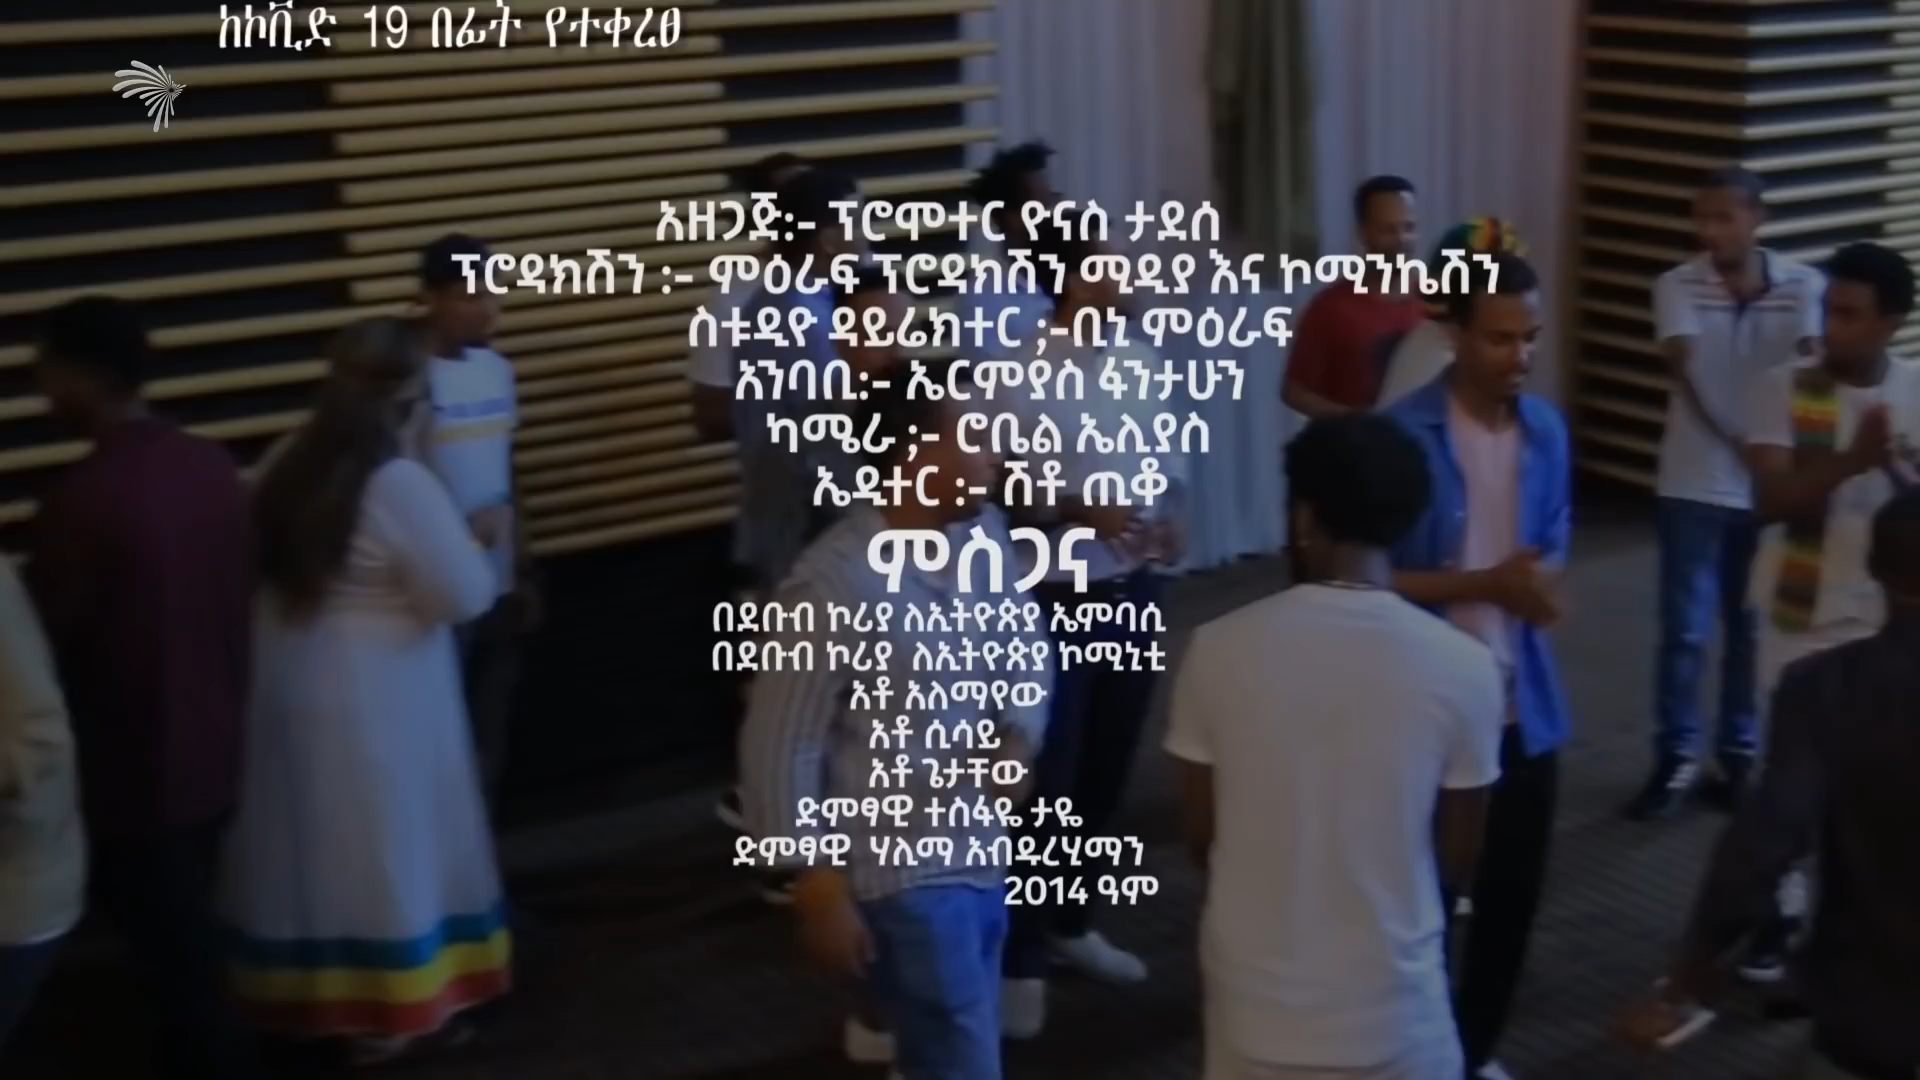 ከኮቪድ 19 በፊት የተቀረፀ
አዘጋጅ:- ፕሮሞተር ዮናስ ታደሰ
ፕሮዳክሽን :- ምዕራፍ ፕሮዳክሽን ሚዲያ እና ኮሚንኬሽን
ስቱዲዮ ዳይሬክተር ;-ቢኒ ምዕራፍ
አንባቢ:- ኤርምያስ ፋንታሁን
ካሜራ ;- ሮቤል ኤሊያስ
ኤዲተር :- ሽቶ ጢቆ
ምስጋና
በደቡብ ኮሪያ ለኢትዮጵያ ኤምባሲ
በደቡብ ኮሪያ ለኢትዮጵያ ኮሚኒቲ
አቶ አለማየው
አቶ ሲሳይ
አቶ ጌታቸው
ድምፃዊ ተስፋዬ ታዬ
ድምፃዊ ሃሊማ አብዱረሂማን
2014 ዓም